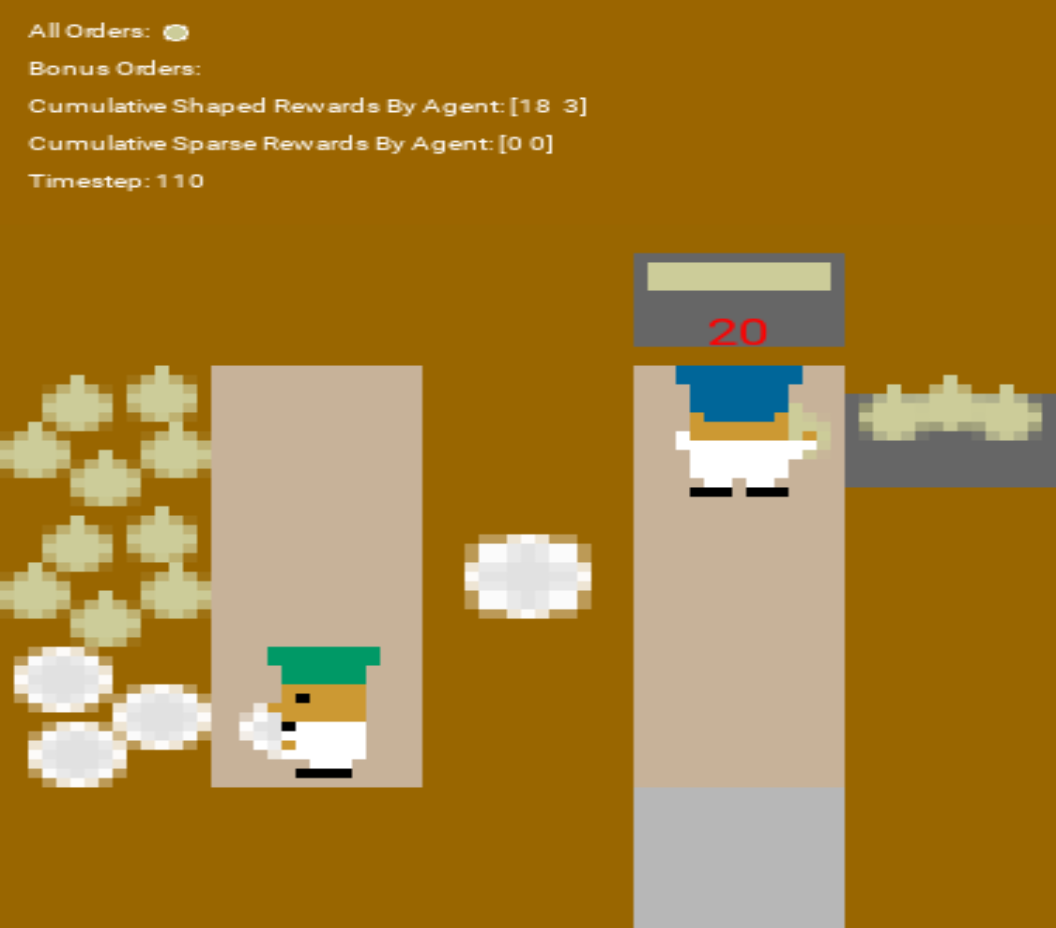 All Orders:
Bonus Orders:
Cumulative Shaped Rewards By Agent: [18 3]
Cumulative Sparse Rewards By Agent: [0 0]
Timestep: 110
20